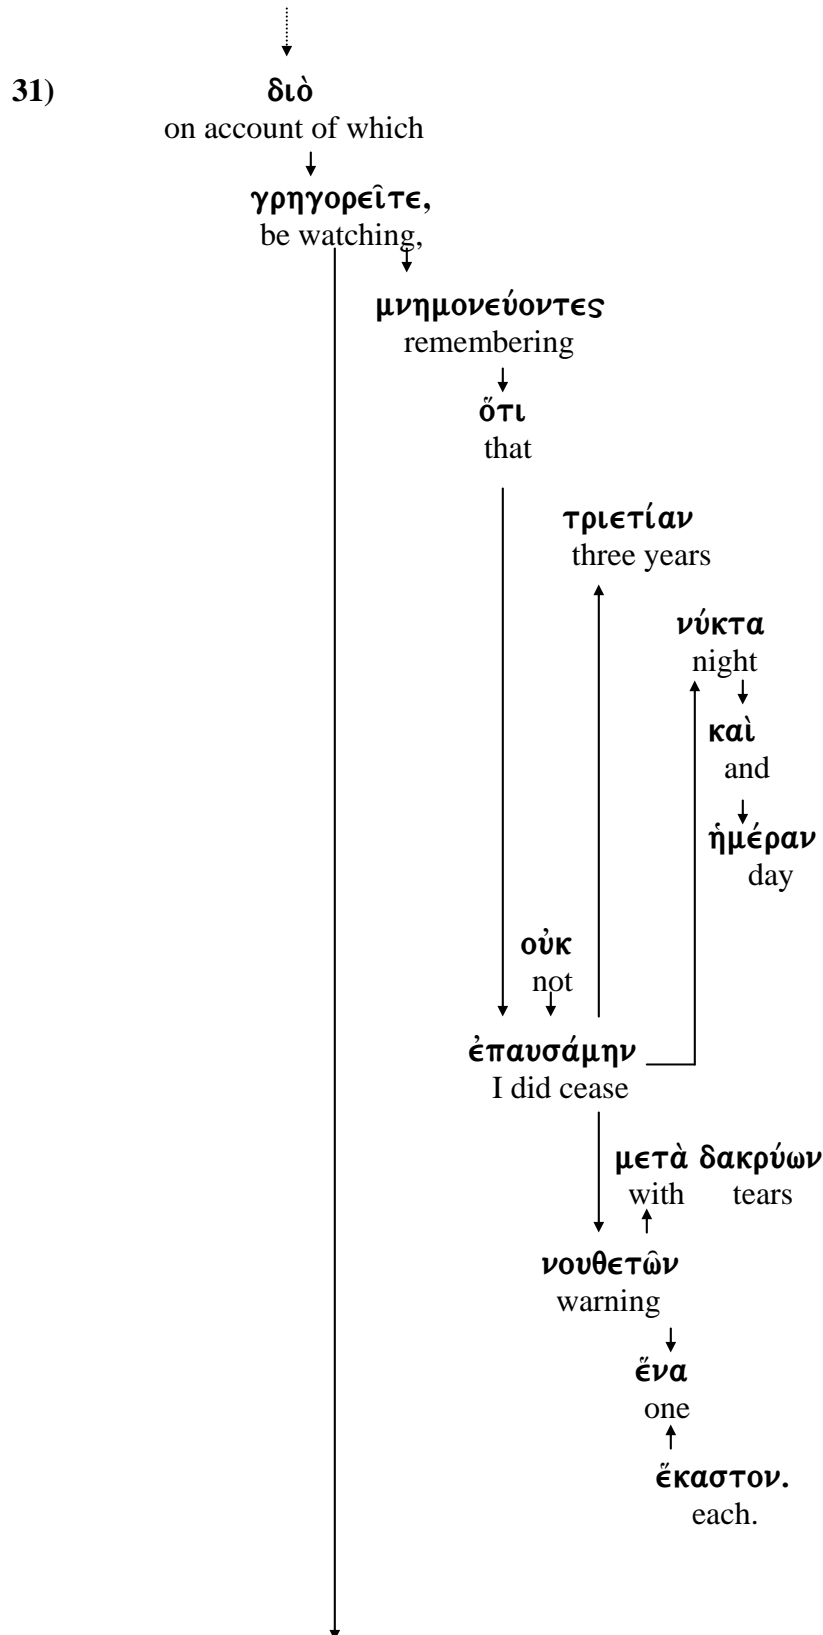 31) διὸ
on account of which
γρηγορεῖτε,
be watching,
μνημονεύοντες
remembering
ὅτι
that
τριετίαν
three years
νύκτα
night
καὶ
and
ἡμέραν
day
οὐκ
not
ἐπαυσάμην
I did cease
μετὰ δακρύων
with tears
νουθετῶν
warning
ἕνα
one
ἕκαστον.
each.